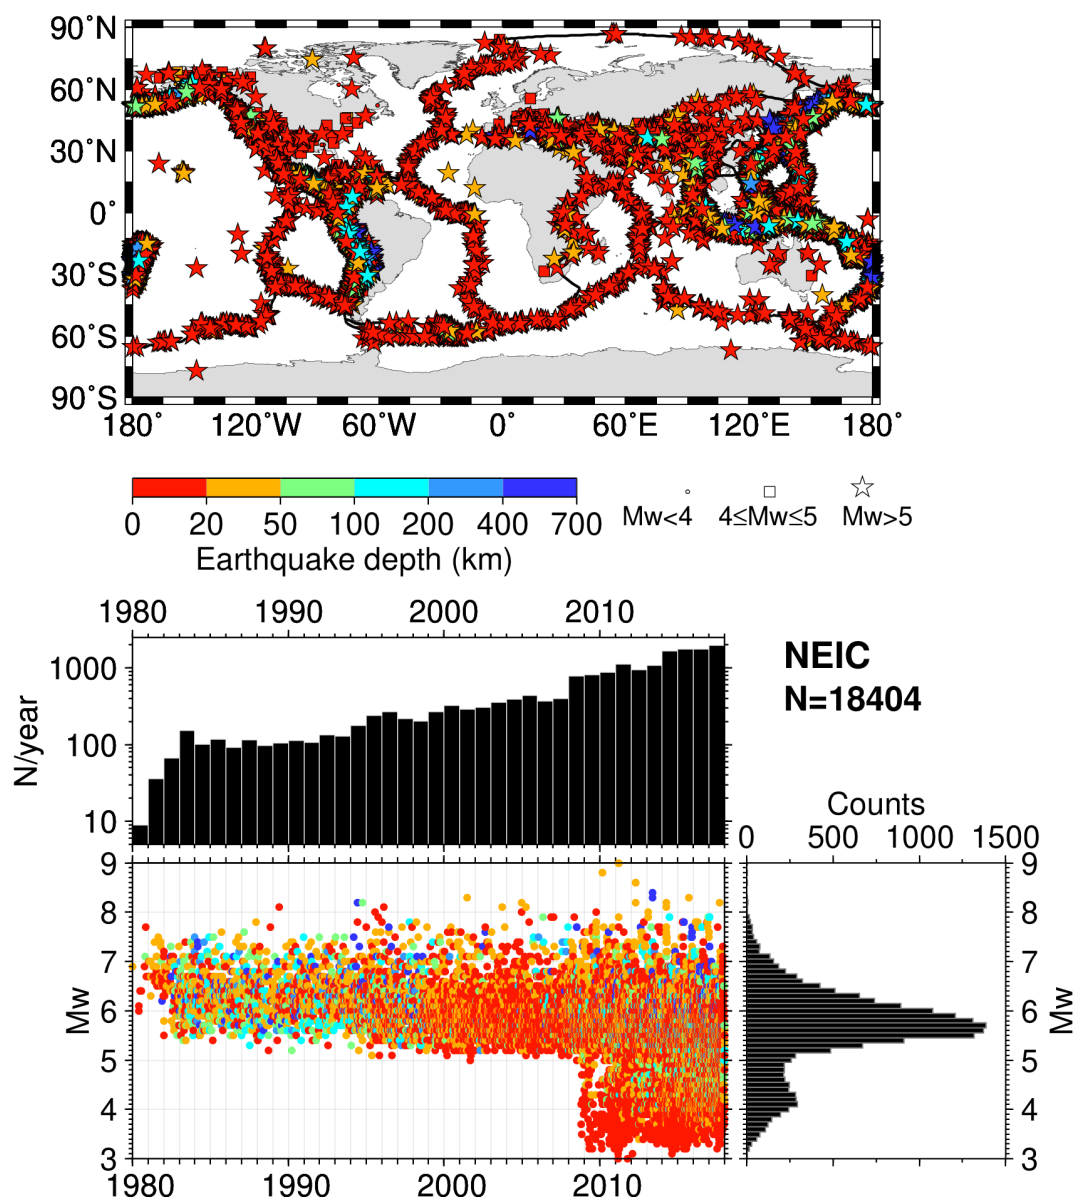 90˚N
60˚N
30˚N
0˚
30˚S
60˚S
90˚S
180˚ 120˚W 60˚W 0˚ 60˚E 120˚E 180˚
0 20 50 100 200 400 700
Earthquake depth (km)
Mw<4 4≤Mw≤5 Mw>5
1980 1990 2000 2010
1000
100
10
N/year
NEIC
N=18404
Counts
0 500 1000 1500
9
8
7
6
5
4
3
Mw
1980 1990 2000 2010
9
8
7
6
5
4
3
Mw